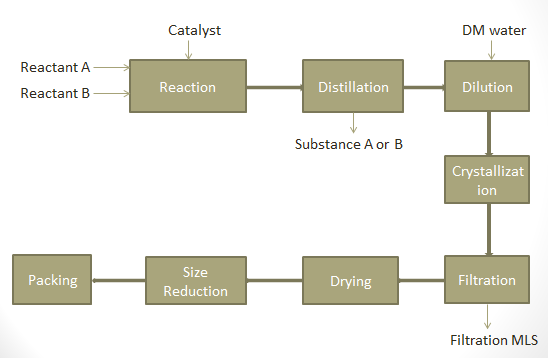 Catalyst
DM water
Reactant A
Reactant B
Reaction
Distillation
Dilution
Substance A or B
Crystallizat
ion
Packing
Size
Reduction
Drying
Filtration
Filtration MLS